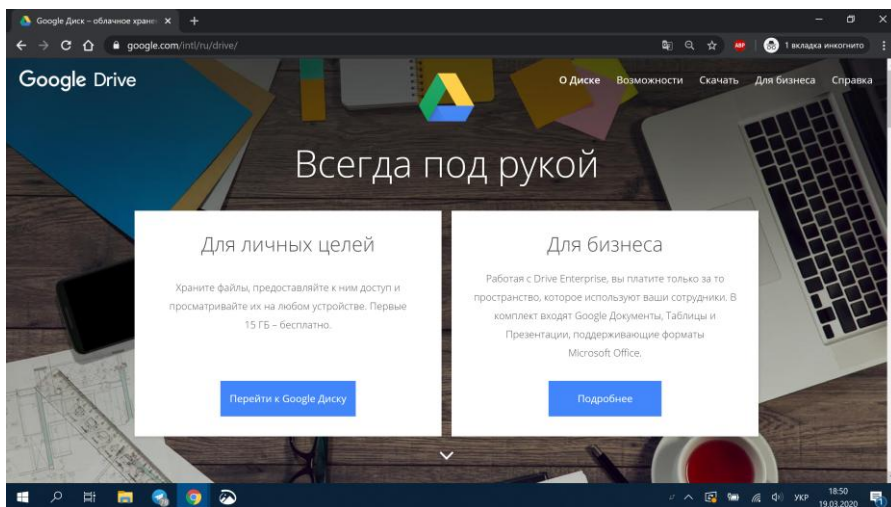 Google Диск – облачное хране
google.com/intl/ru/drive/
ABP
1 вкладка инкогнито
Google Drive
О Диске Возможности Скачать Для бизнеса Справка
Всегда под рукой
Для личных целей
Храните файлы, предоставляйте к ним доступ и
просматривайте их на любом устройстве. Первые
15 ГБ – бесплатно.
Перейти к Google Диску
Для бизнеса
Работая с Drive Enterprise, вы платите только за то
пространство, которое используют ваши сотрудники. В
комплект входят Google Документы, Таблицы и
Презентации, поддерживающие форматы
Microsoft Office.
Подробнее
УКР
18:50
19.03.2020